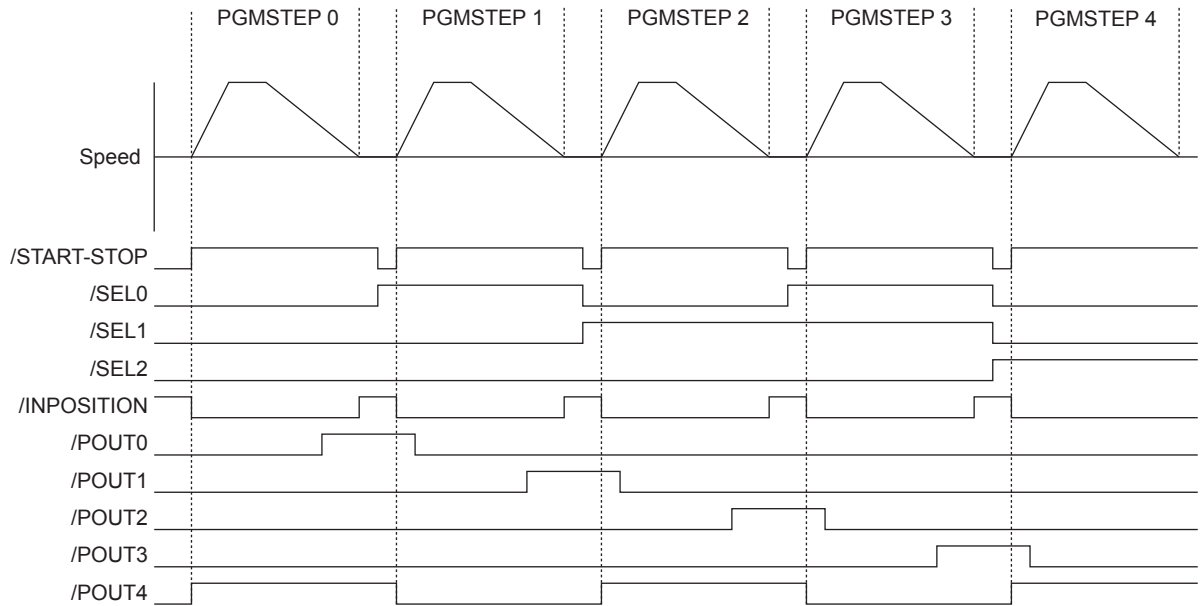 PGMSTEP 0
PGMSTEP 1
PGMSTEP 2
PGMSTEP 3
PGMSTEP 4
Speed
/START-STOP
/SEL0
/SEL1
/SEL2
/INPOSITION
/POUT0
/POUT1
/POUT2
/POUT3
/POUT4